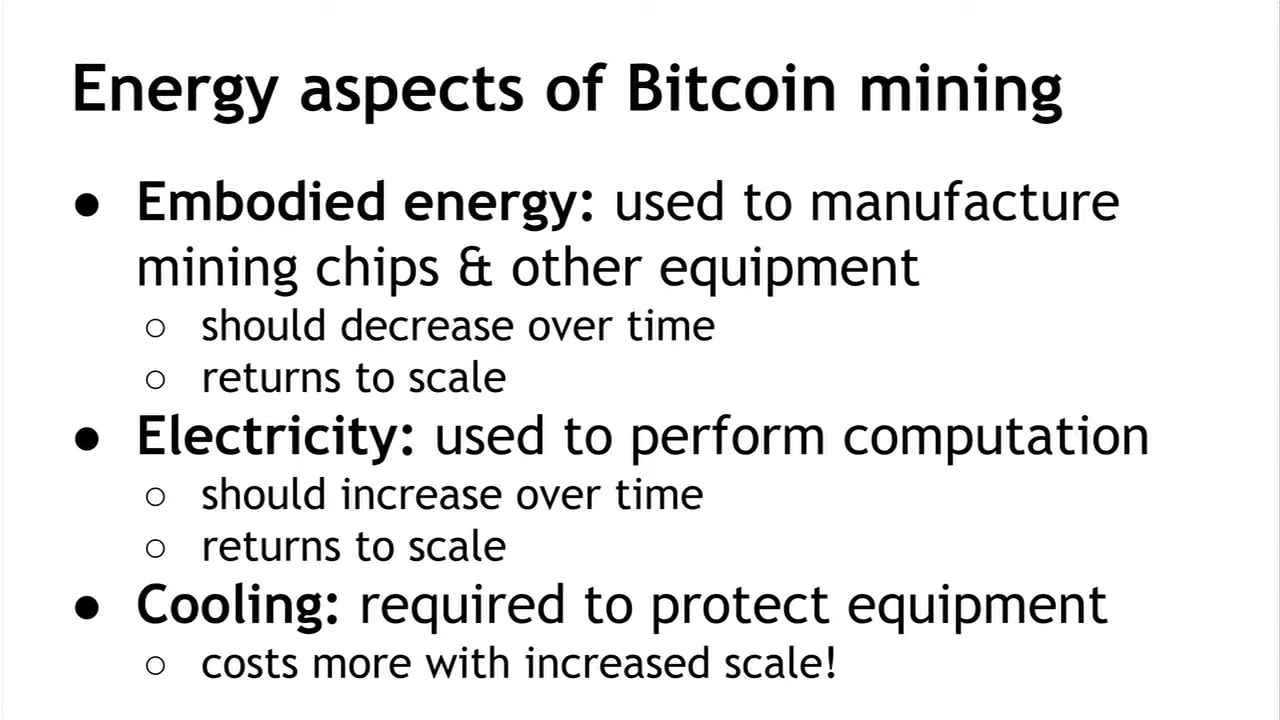 Energy aspects of Bitcoin mining
● Embodied energy: used to manufacture
mining chips & other equipment
○ should decrease over time
○ returns to scale
● Electricity: used to perform computation
○ should increase over time
○ returns to scale
● Cooling: required to protect equipment
○ costs more with increased scale!